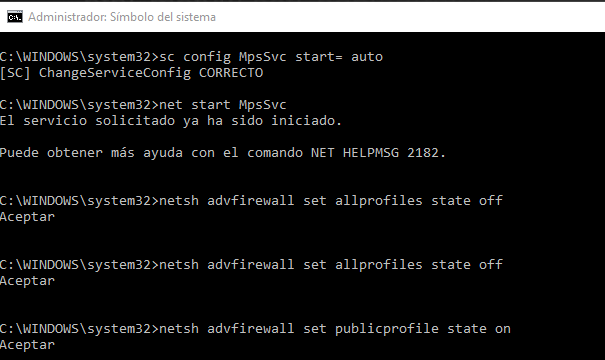 Administrador: Símbolo del sistema
C:\WINDOWS\system32>sc config MpsSvc start= auto
[SC] ChangeServiceConfig CORRECTO
C:\WINDOWS\system32>net start MpsSvc
El servicio solicitado ya ha sido iniciado.
Puede obtener más ayuda con el comando NET HELPMSG 2182.
C:\WINDOWS\system32>netsh advfirewall set allprofiles state off
Aceptar
C:\WINDOWS\system32>netsh advfirewall set allprofiles state off
Aceptar
C:\WINDOWS\system32>netsh advfirewall set publicprofile state on
Aceptar